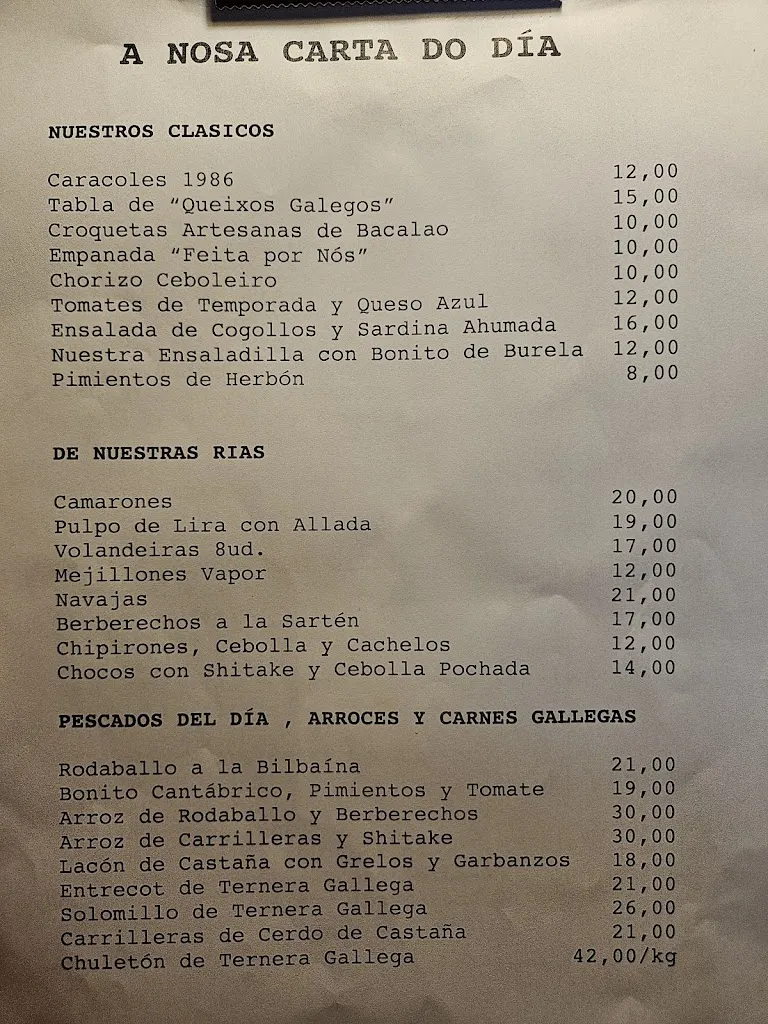 A NOSA CARTA DO DÍA
NUESTROS CLASICOS
Caracoles 1986 12,00
Tabla de “Queixos Galegos” 15,00
Croquetas Artesanas de Bacalao 10,00
Empanada “Feita por Nós” 10,00
Chorizo Ceboleiro 10,00
Tomates de Temporada y Queso Azul 12,00
Ensalada de Cogollos y Sardina Ahumada 16,00
Nuestra Ensaladilla con Bonito de Burela 12,00
Pimientos de Herbón 8,00
DE NUESTRAS RIAS
Camarones 20,00
Pulpo de Lira con Allada 19,00
Volandeiras 8ud. 17,00
Mejillones Vapor 12,00
Navajas 21,00
Berberechos a la Sartén 17,00
Chipirones, Cebolla y Cachelos 12,00
Chocos con Shitake y Cebolla Pochada 14,00
PESCADOS DEL DÍA , ARROCES Y CARNES GALLEGAS
Rodaballo a la Bilbaína 21,00
Bonito Cantábrico, Pimientos y Tomate 19,00
Arroz de Rodaballo y Berberechos 30,00
Arroz de Carrilleras y Shitake 30,00
Lacón de Castaña con Grelos y Garbanzos 18,00
Entrecot de Ternera Gallega 21,00
Solomillo de Ternera Gallega 26,00
Carrilleras de Cerdo de Castaña 21,00
Chuletón de Ternera Gallega 42,00/kg